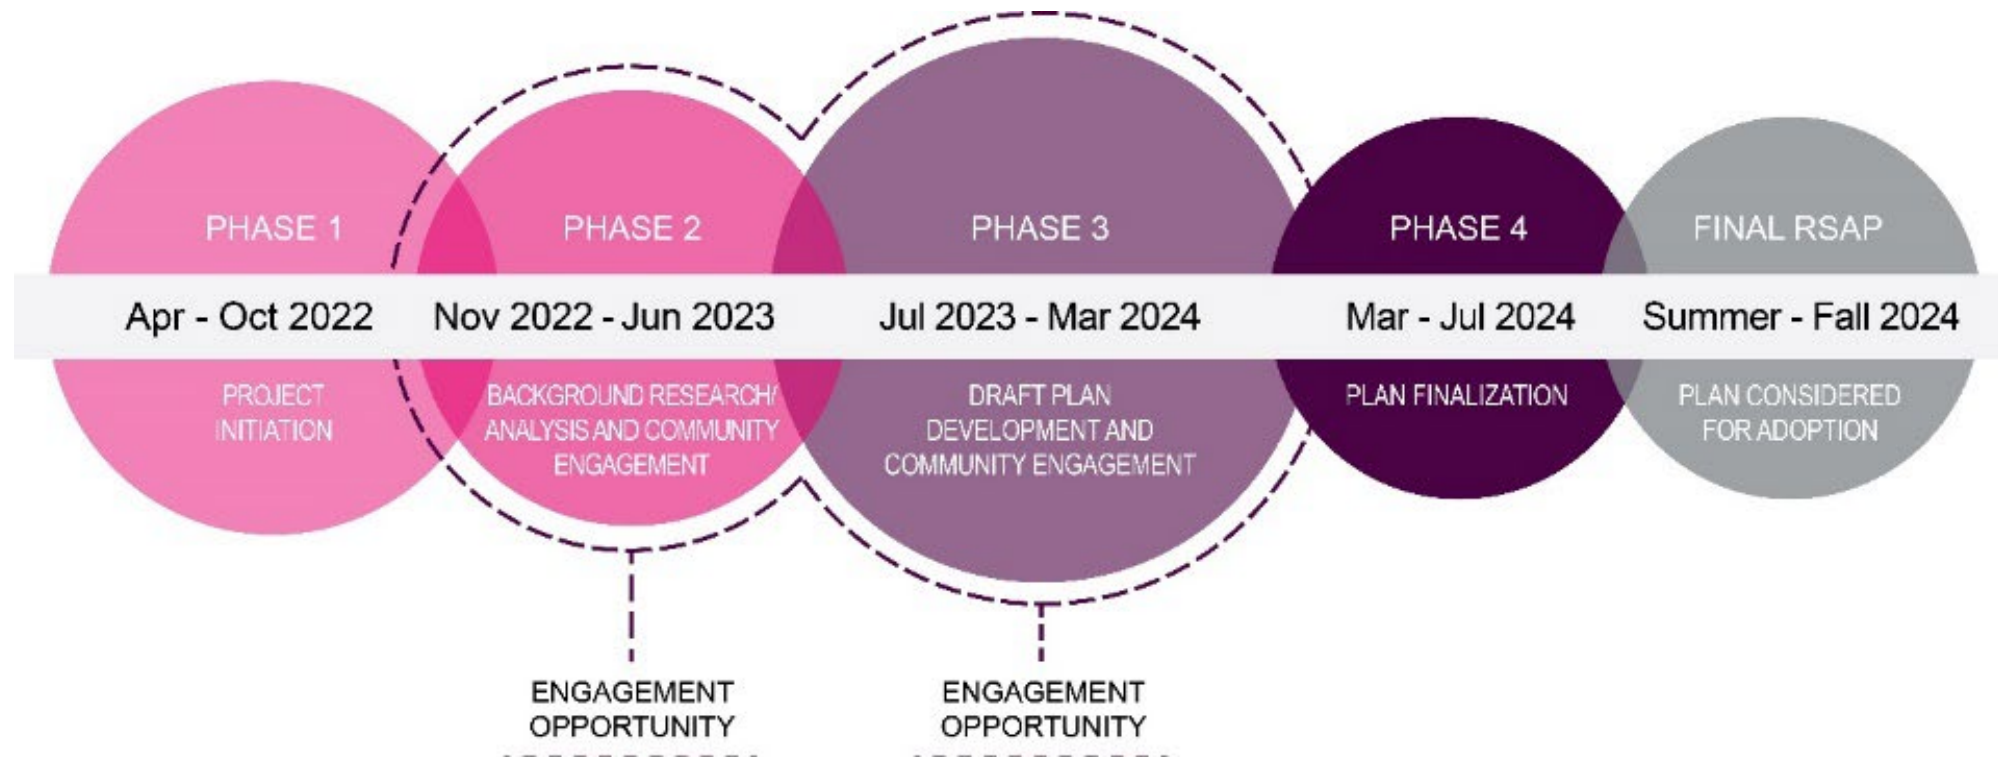 PHASE 1
PHASE 2
PHASE 3
PHASE 4
FINAL RSAP
Apr - Oct 2022
Nov 2022 - Jun 2023
Jul 2023 - Mar 2024
Mar - Jul 2024
Summer - Fall 2024
PROJECT
INITIATION
BACKGROUND RESEARCH/
ANALYSIS AND COMMUNITY
ENGAGEMENT
DRAFT PLAN
DEVELOPMENT AND
COMMUNITY ENGAGEMENT
PLAN FINALIZATION
PLAN CONSIDERED
FOR ADOPTION
ENGAGEMENT
OPPORTUNITY
ENGAGEMENT
OPPORTUNITY